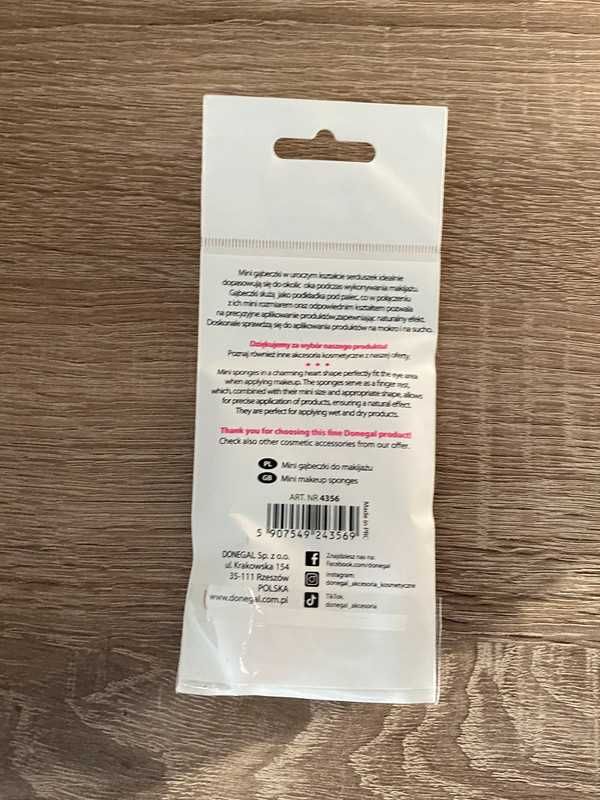 Mini gąbeczki w uroczym kształcie serduszek idealnie
dopasowują się do okolic oka podczas wykonywania makijażu.
Gąbeczki służą jako podkładka pod palec, co w połączeniu
z ich mini rozmiarem oraz odpowiednim kształtem pozwala
na precyzyjne aplikowanie produktów,zapewniając naturalny efekt.
Doskonale sprawdzą się do aplikowania produktów na mokro i na sucho.
Dziękujemy za wybór naszego produktu!
Poznaj również inne akcesoria kosmetyczne z naszej oferty.
Mini sponges in a charming heart shape perfectly fit the eye area
when applying makeup. The sponges serve as a finger rest,
which, combined with their mini size and appropriate shape, allows
for precise application of products, ensuring a natural effect.
They are perfect for applying wet and dry products.
Thank you for choosing this fine Donegal product!
Check also other cosmetic accessories from our offer.
PL Mini gąbeczki do makijażu
GB Mini makeup sponges
ART. NR 4356
Made in PRC
5 907549 243569
DONEGAL Sp. z o.o.
ul. Krakowska 154
35-111 Rzeszów
POLSKA
www.donegal.com.pl
Znajdziesz nas na:
Facebook.com/donegal
Instagram:
donegal_akcesoria_kosmetyczne
TikTok
donegal_akcesoria